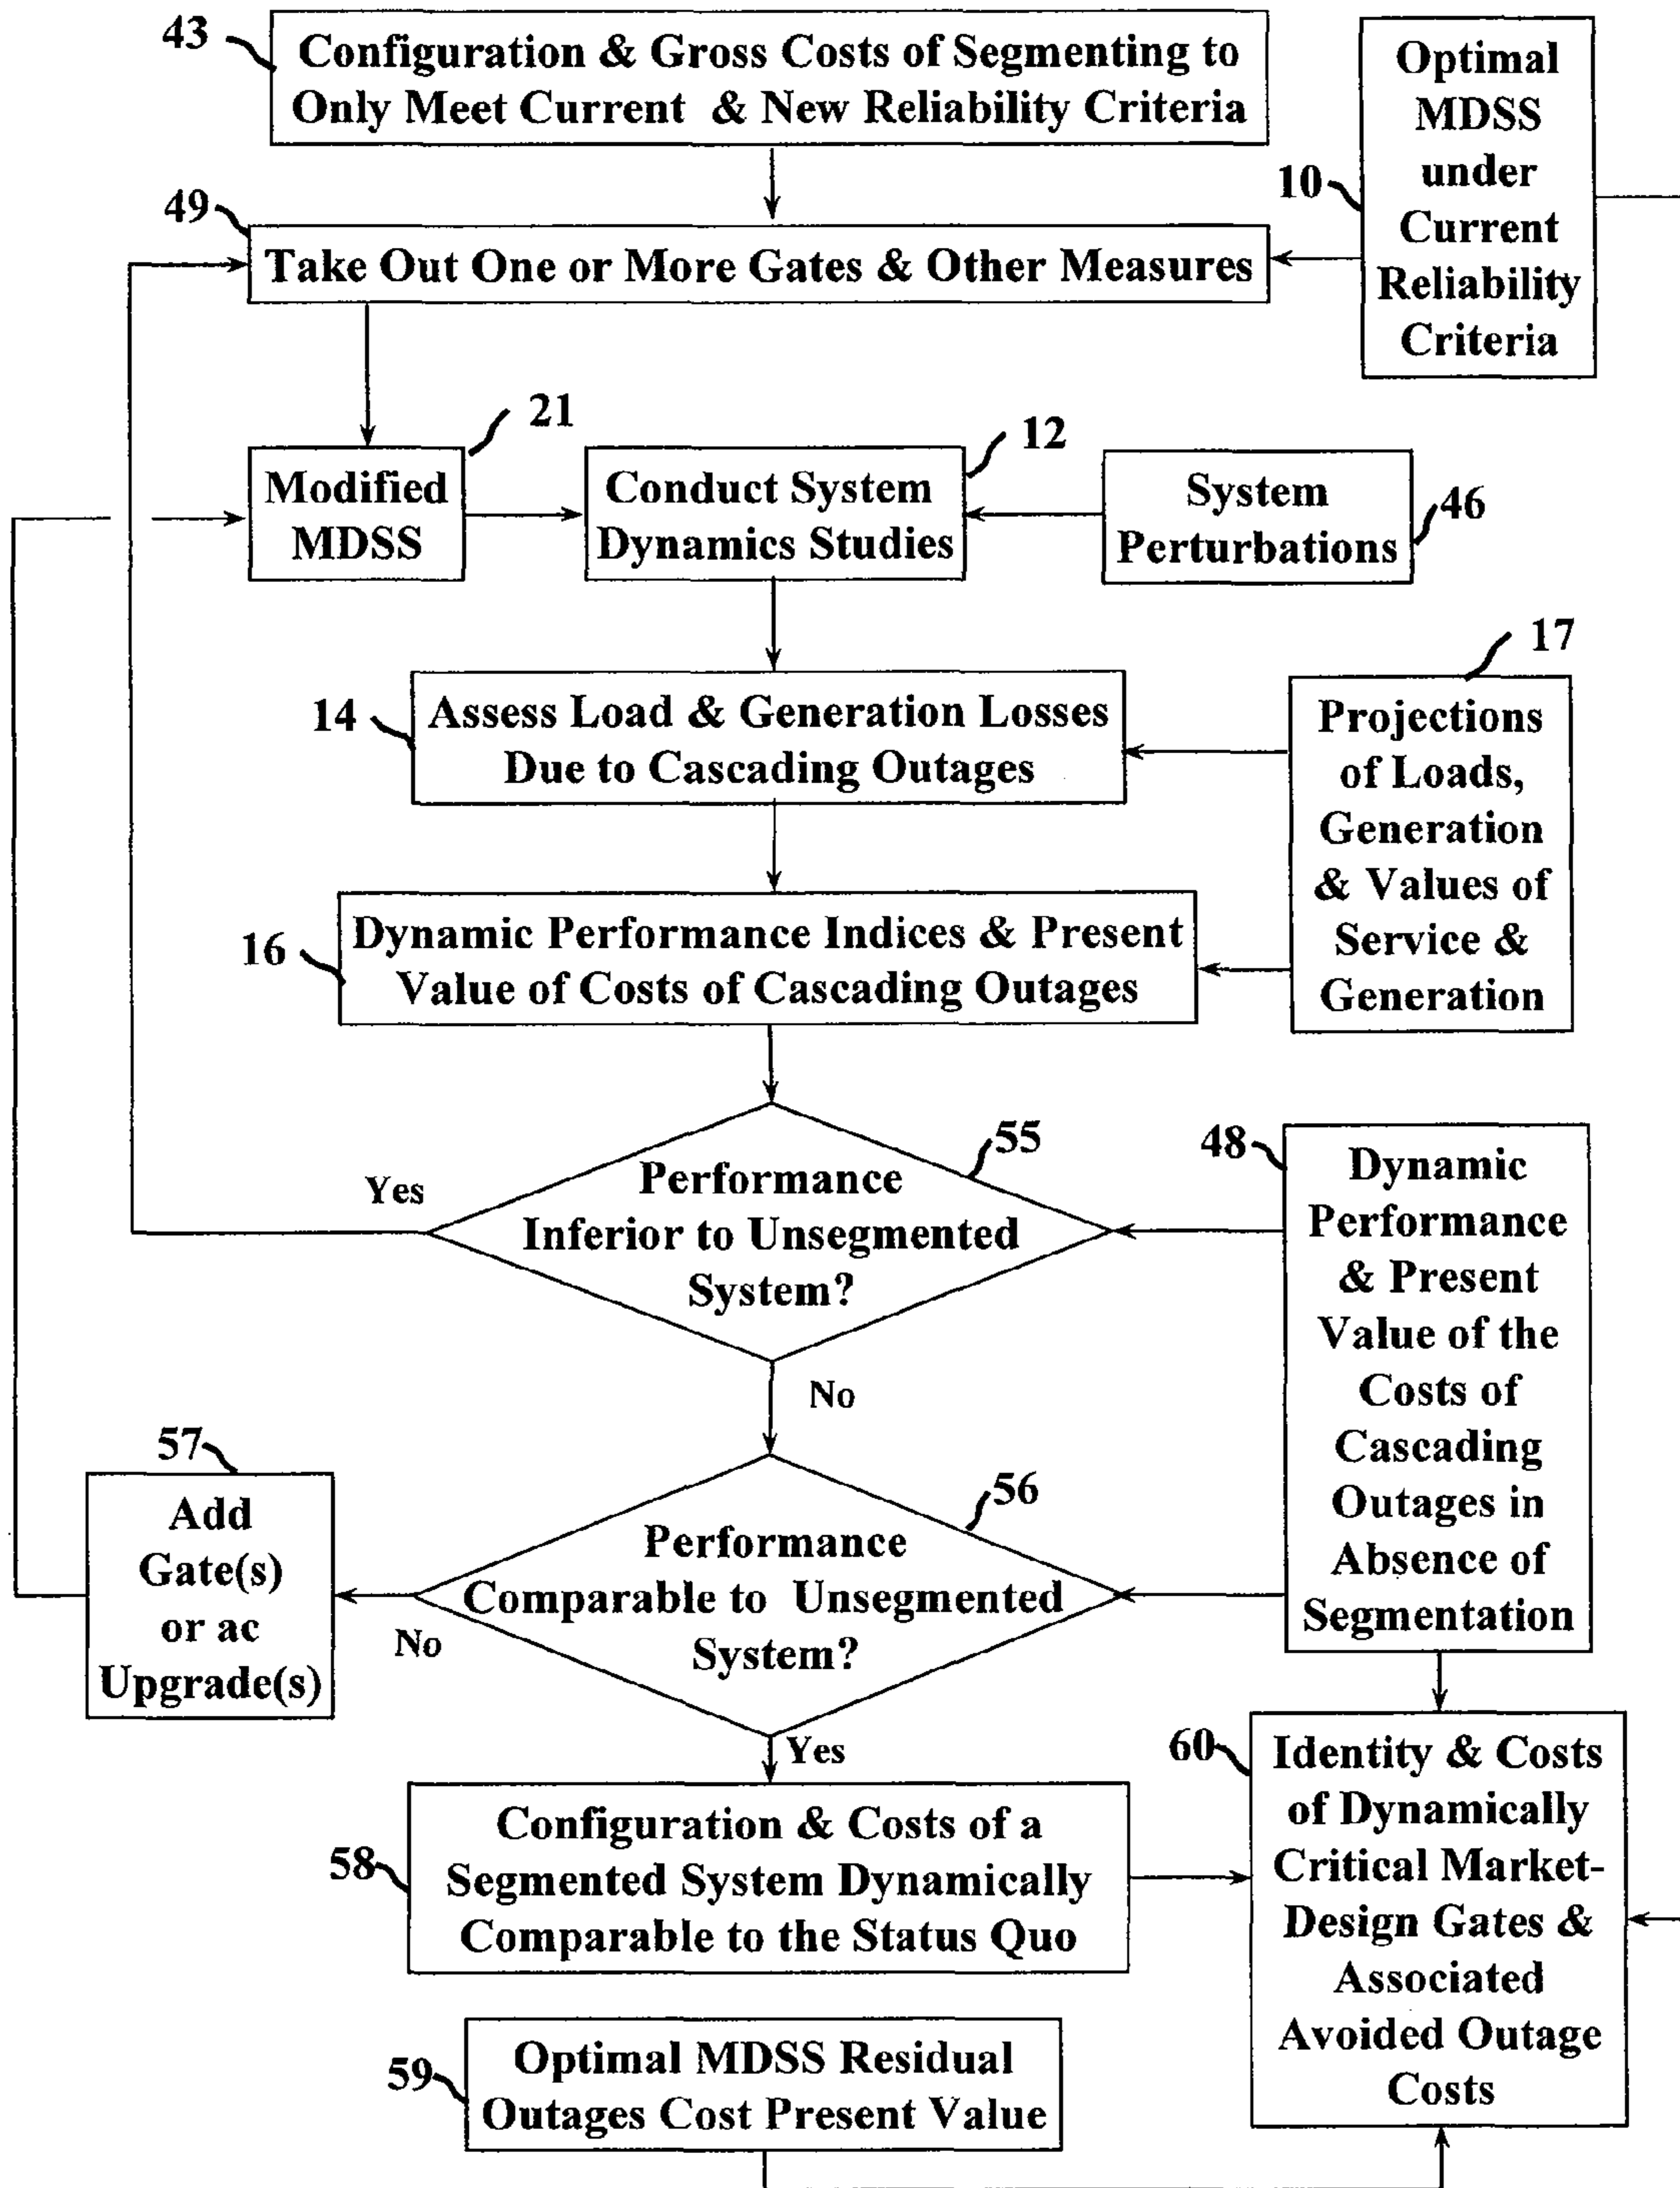 43
Configuration & Gross Costs of Segmenting to
Only Meet Current & New Reliability Criteria
10
Optimal
MDSS
under
Current
Reliability
Criteria
49
Take Out One or More Gates & Other Measures
21
Modified
MDSS
12
Conduct System
Dynamics Studies
System
Perturbations
46
14
Assess Load & Generation Losses
Due to Cascading Outages
17
Projections
of Loads,
Generation
& Values of
Service &
Generation
16
Dynamic Performance Indices & Present
Value of Costs of Cascading Outages
55
Performance
Inferior to Unsegmented
System?
Yes
No
48
Dynamic
Performance
& Present
Value of the
Costs of
Cascading
Outages in
Absence of
Segmentation
56
Performance
Comparable to Unsegmented
System?
No
Yes
57
Add
Gate(s)
or ac
Upgrade(s)
58
Configuration & Costs of a
Segmented System Dynamically
Comparable to the Status Quo
60
Identity & Costs
of Dynamically
Critical Market-
Design Gates &
Associated
Avoided Outage
Costs
59
Optimal MDSS Residual
Outages Cost Present Value